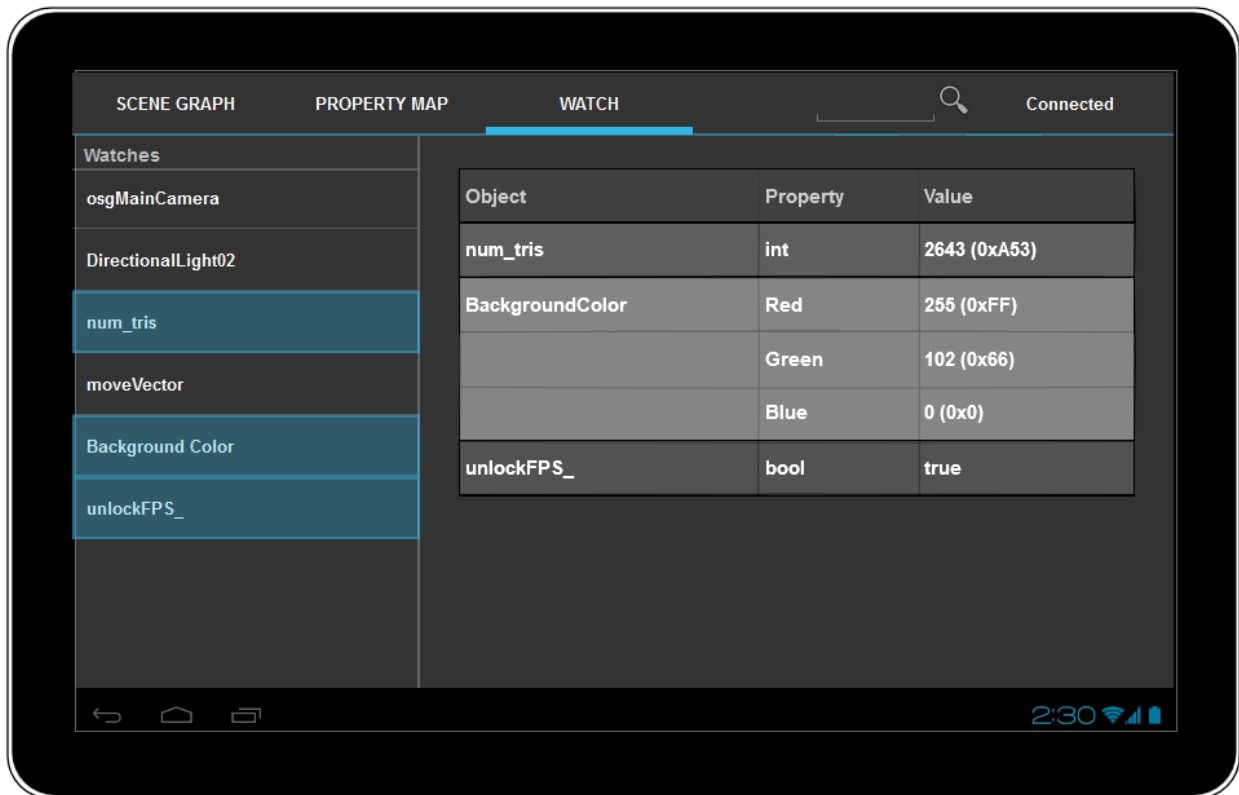 SCENE GRAPH PROPERTY MAP WATCH Connected
Watches
osgMainCamera
DirectionalLight02
num_tris
moveVector
Background Color
unlockFPS_
Object Property Value
num_tris int 2643 (0xA53)
BackgroundColor Red 255 (0xFF)
Green 102 (0x66)
Blue 0 (0x0)
unlockFPS_ bool true
2:30